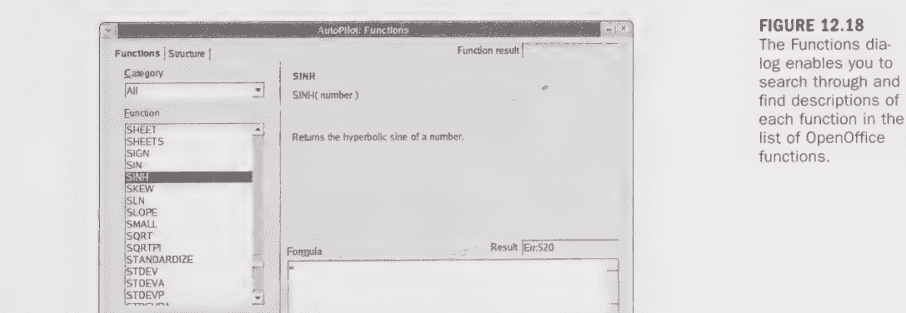 AutoPilot: Functions
Functions
Structure
Function result
Category
All
Function
SHEET
SHEETS
SIGN
SIN
SINH
SKEW
SLN
SLOPE
SMALL
SQRT
SQRTPI
STANDARDIZE
STDEV
STDEVA
STDEVP
SINH
SINH( number )
Returns the hyperbolic sine of a number.
Formula
Result
Err:520
=
FIGURE 12.18
The Functions dia-
log enables you to
search through and
find descriptions of
each function in the
list of OpenOffice
functions.